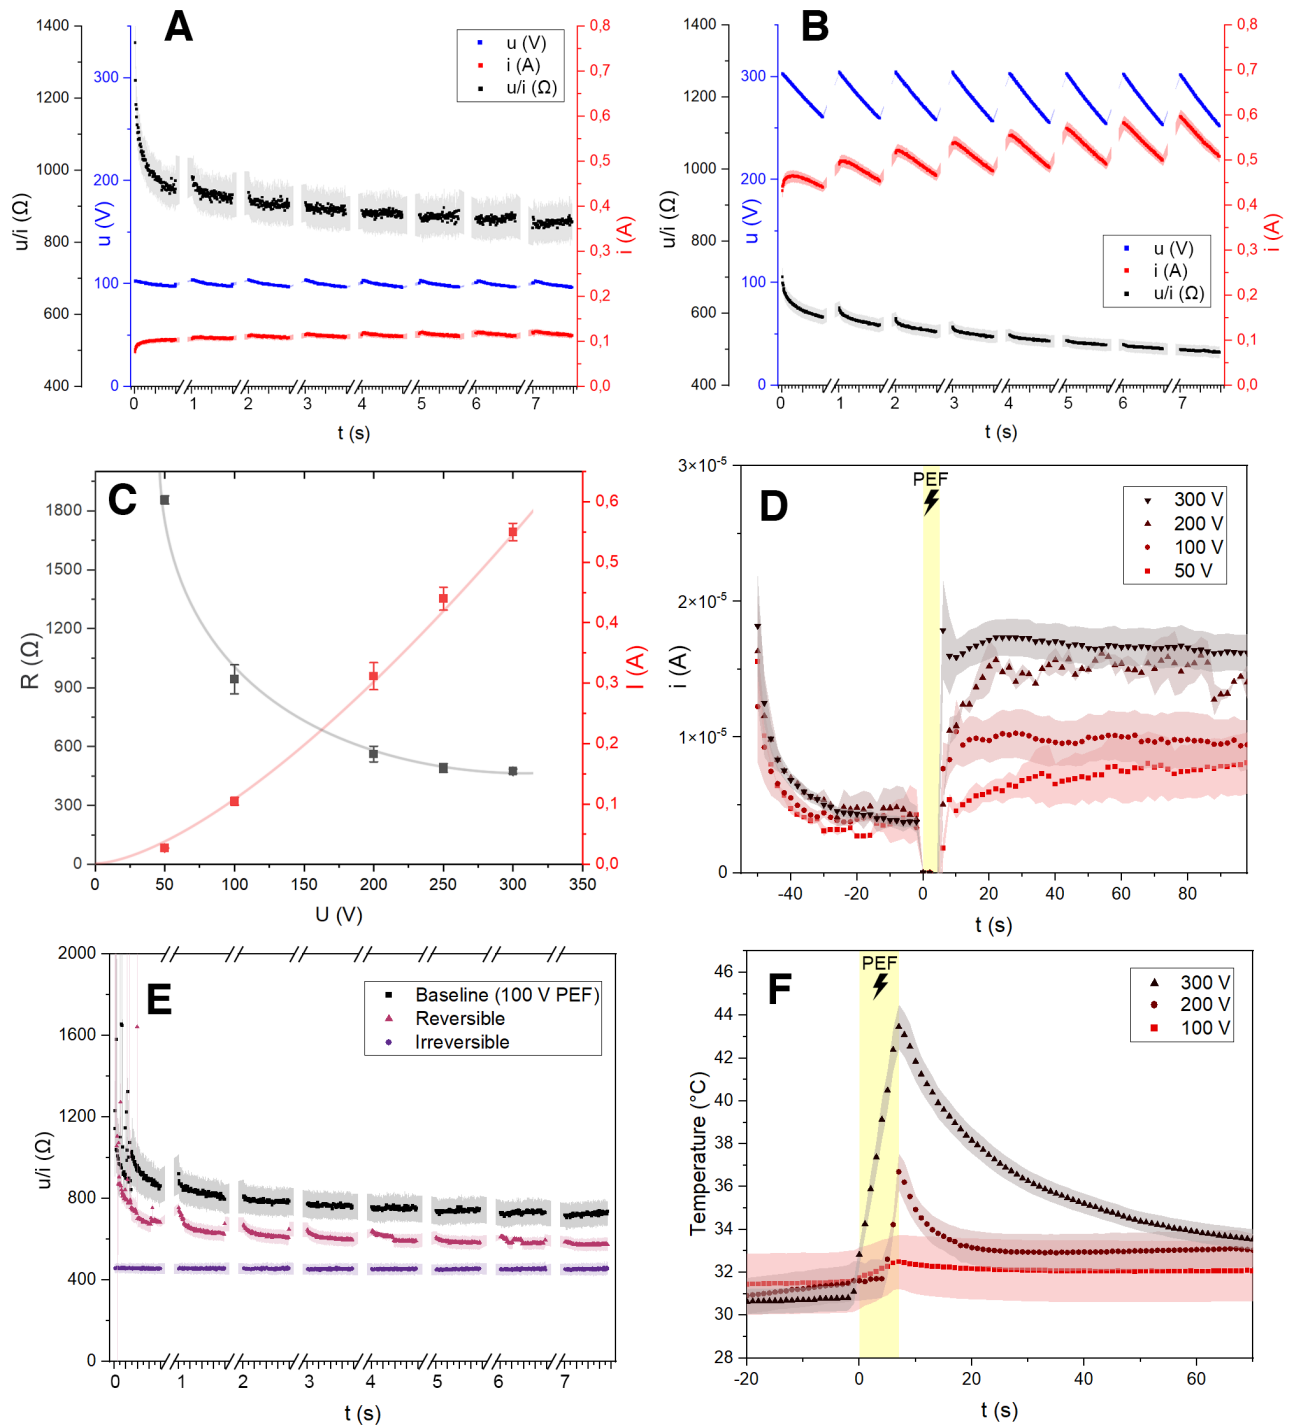 A
u (V)
i (A)
u/i (Ω)
1400
1200
1000
800
600
400
u/i (Ω)
300
200
100
0
u (V)
0,8
0,7
0,6
0,5
0,4
0,3
0,2
0,1
0,0
i (A)
0 1 2 3 4 5 6 7
t (s)
B
u (V)
i (A)
u/i (Ω)
1400
1200
1000
800
600
400
u/i (Ω)
300
200
100
0
u (V)
0,8
0,7
0,6
0,5
0,4
0,3
0,2
0,1
0,0
i (A)
0 1 2 3 4 5 6 7
t (s)
C
1800
1500
1200
900
600
300
0
R (Ω)
0,6
0,5
0,4
0,3
0,2
0,1
0,0
I (A)
0 50 100 150 200 250 300 350
U (V)
D
PEF
300 V
200 V
100 V
50 V
3×10⁻⁵
2×10⁻⁵
1×10⁻⁵
0
i (A)
-40 -20 0 20 40 60 80
t (s)
E
Baseline (100 V PEF)
Reversible
Irreversible
2000
1600
1200
800
400
0
u/i (Ω)
0 1 2 3 4 5 6 7
t (s)
F
PEF
300 V
200 V
100 V
46
44
42
40
38
36
34
32
30
28
Temperature (°C)
-20 0 20 40 60
t (s)